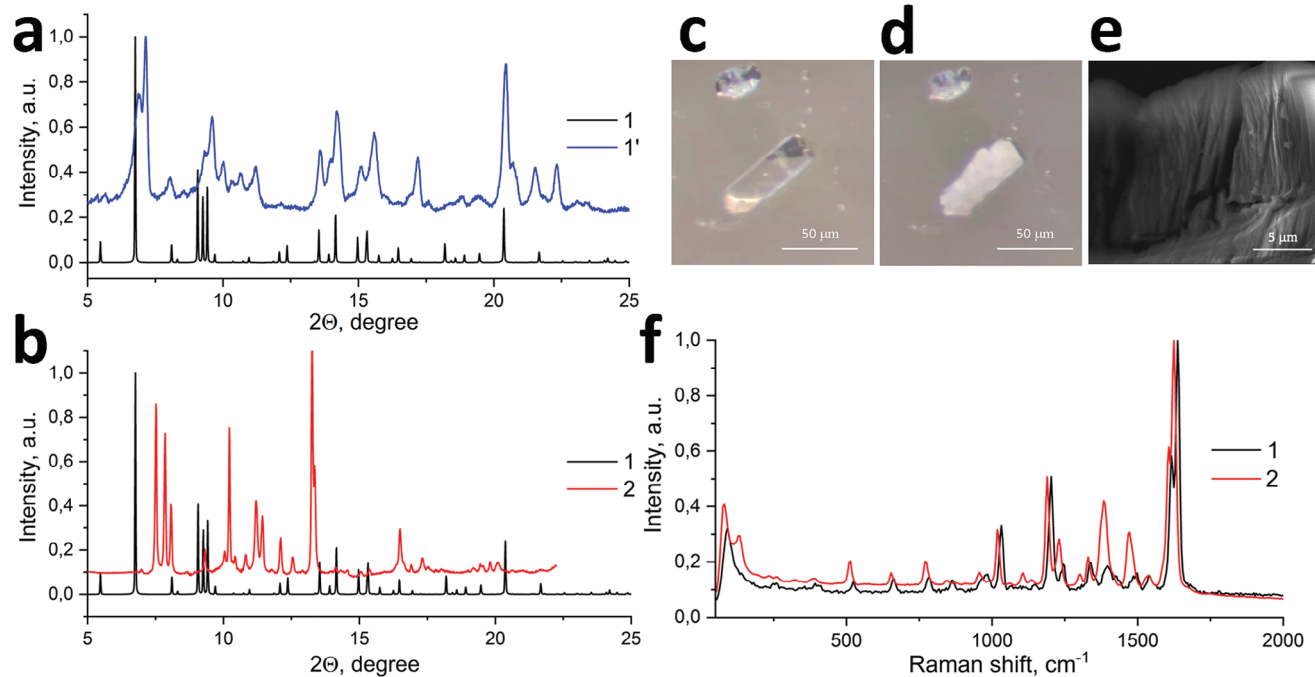 a
Intensity, a.u.
1,0
0,8
0,6
0,4
0,2
0,0
1
1'
5
10
15
20
25
2Θ, degree
c
50 μm
d
50 μm
e
5 μm
b
Intensity, a.u.
1,0
0,8
0,6
0,4
0,2
0,0
1
2
5
10
15
20
25
2Θ, degree
f
Intensity, a.u.
1,0
0,8
0,6
0,4
0,2
0,0
1
2
500
1000
1500
2000
Raman shift, cm⁻¹